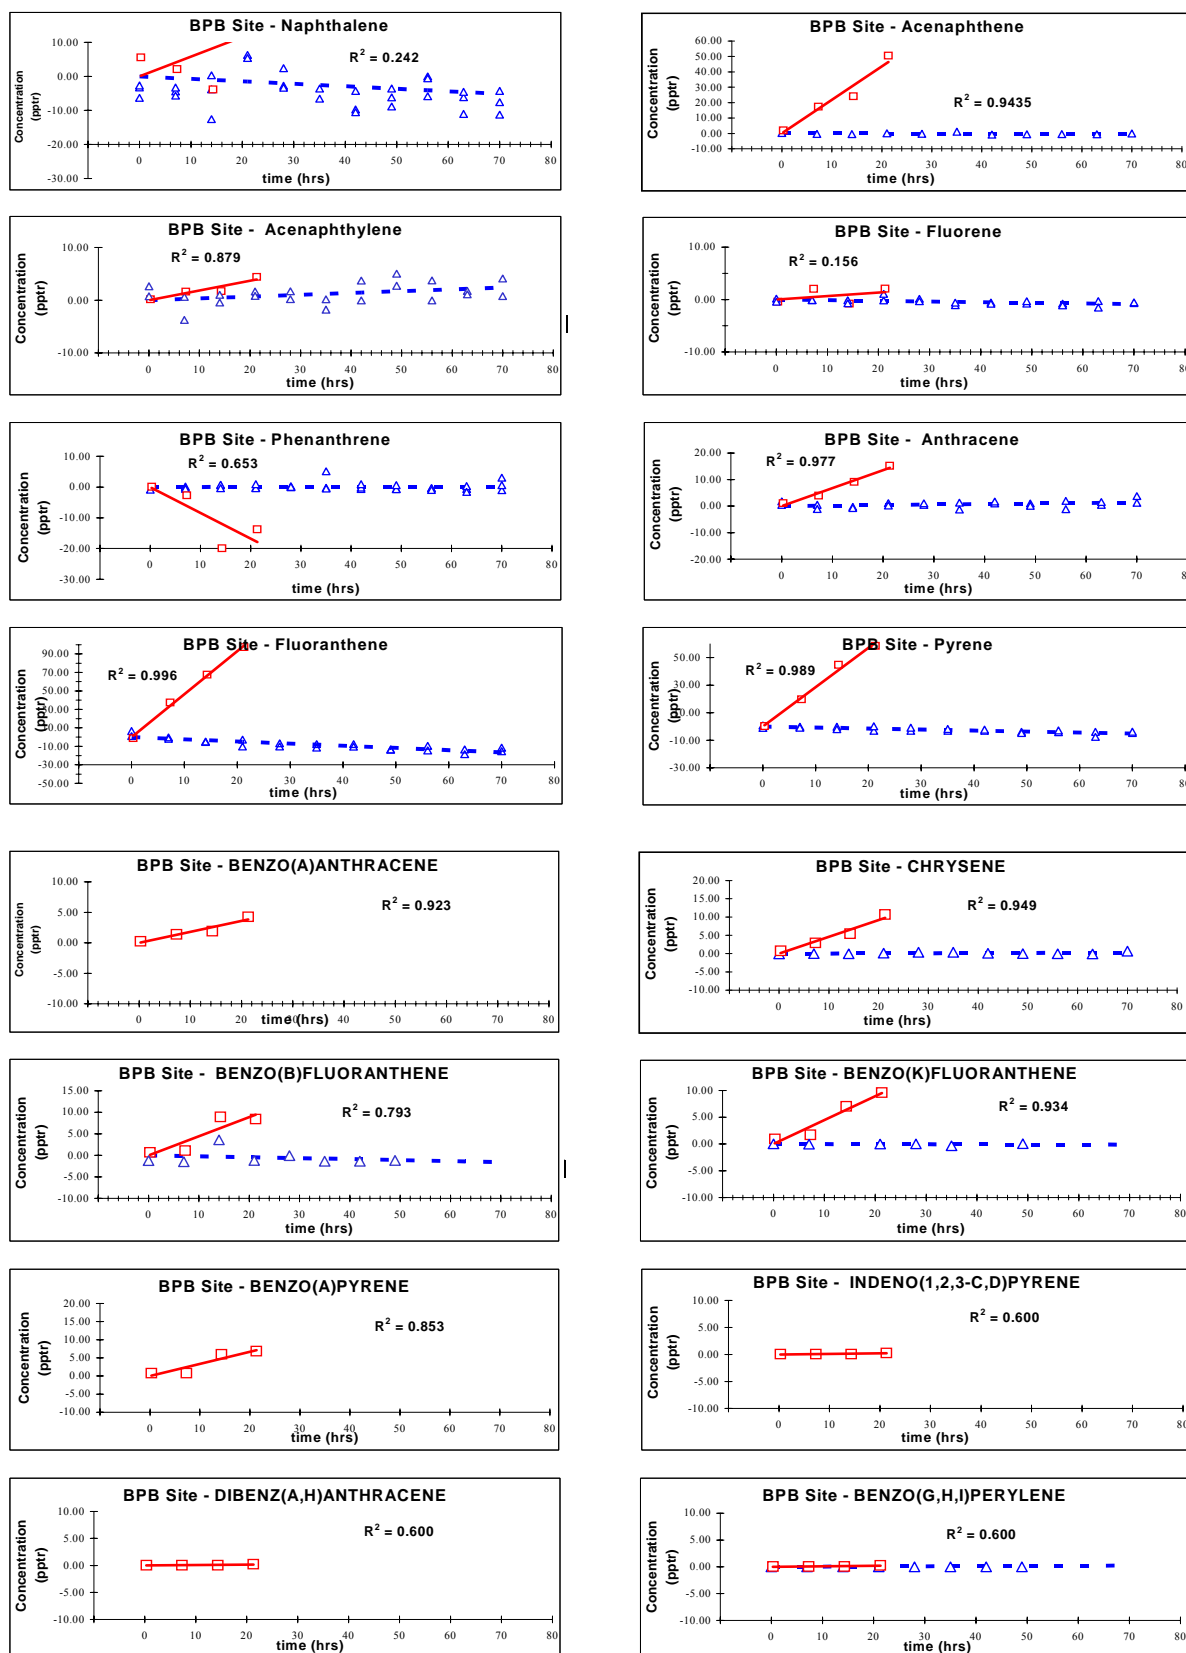 BPB Site - Naphthalene
R2 = 0.242
Concentration (pptr)
10.00
0.00
-10.00
-20.00
-30.00
0 10 20 30 40 50 60 70 80
time (hrs)
BPB Site - Acenaphthene
R2 = 0.9435
Concentration (pptr)
60.00
50.00
40.00
30.00
20.00
10.00
0.00
-10.00
0 10 20 30 40 50 60 70 80
time (hrs)
BPB Site - Acenaphthylene
R2 = 0.879
Concentration (pptr)
10.00
0.00
-10.00
0 10 20 30 40 50 60 70 80
time (hrs)
BPB Site - Fluorene
R2 = 0.156
Concentration (pptr)
10.00
0.00
-10.00
0 10 20 30 40 50 60 70 80
time (hrs)
BPB Site - Phenanthrene
R2 = 0.653
Concentration (pptr)
10.00
0.00
-10.00
-20.00
-30.00
0 10 20 30 40 50 60 70 80
time (hrs)
BPB Site - Anthracene
R2 = 0.977
Concentration (pptr)
20.00
10.00
0.00
-10.00
-20.00
0 10 20 30 40 50 60 70 80
time (hrs)
BPB Site - Fluoranthene
R2 = 0.996
Concentration (pptr)
90.00
70.00
50.00
30.00
10.00
-10.00
-30.00
-50.00
0 10 20 30 40 50 60 70 80
time (hrs)
BPB Site - Pyrene
R2 = 0.989
Concentration (pptr)
50.00
30.00
10.00
-10.00
-30.00
0 10 20 30 40 50 60 70 80
time (hrs)
BPB Site - BENZO(A)ANTHRACENE
R2 = 0.923
Concentration (pptr)
10.00
5.00
0.00
-5.00
-10.00
0 10 20 30 40 50 60 70 80
time (hrs)
BPB Site - CHRYSENE
R2 = 0.949
Concentration (pptr)
20.00
15.00
10.00
5.00
0.00
-5.00
-10.00
0 10 20 30 40 50 60 70 80
time (hrs)
BPB Site - BENZO(B)FLUORANTHENE
R2 = 0.793
Concentration (pptr)
15.00
10.00
5.00
0.00
-5.00
-10.00
0 10 20 30 40 50 60 70 80
time (hrs)
BPB Site - BENZO(K)FLUORANTHENE
R2 = 0.934
Concentration (pptr)
10.00
5.00
0.00
-5.00
-10.00
0 10 20 30 40 50 60 70 80
time (hrs)
BPB Site - BENZO(A)PYRENE
R2 = 0.853
Concentration (pptr)
20.00
15.00
10.00
5.00
0.00
-5.00
-10.00
0 10 20 30 40 50 60 70 80
time (hrs)
BPB Site - INDENO(1,2,3-C,D)PYRENE
R2 = 0.600
Concentration (pptr)
10.00
5.00
0.00
-5.00
-10.00
0 10 20 30 40 50 60 70 80
time (hrs)
BPB Site - DIBENZ(A,H)ANTHRACENE
R2 = 0.600
Concentration (pptr)
10.00
5.00
0.00
-5.00
-10.00
0 10 20 30 40 50 60 70 80
time (hrs)
BPB Site - BENZO(G,H,I)PERYLENE
R2 = 0.600
Concentration (pptr)
10.00
5.00
0.00
-5.00
-10.00
0 10 20 30 40 50 60 70 80
time (hrs)